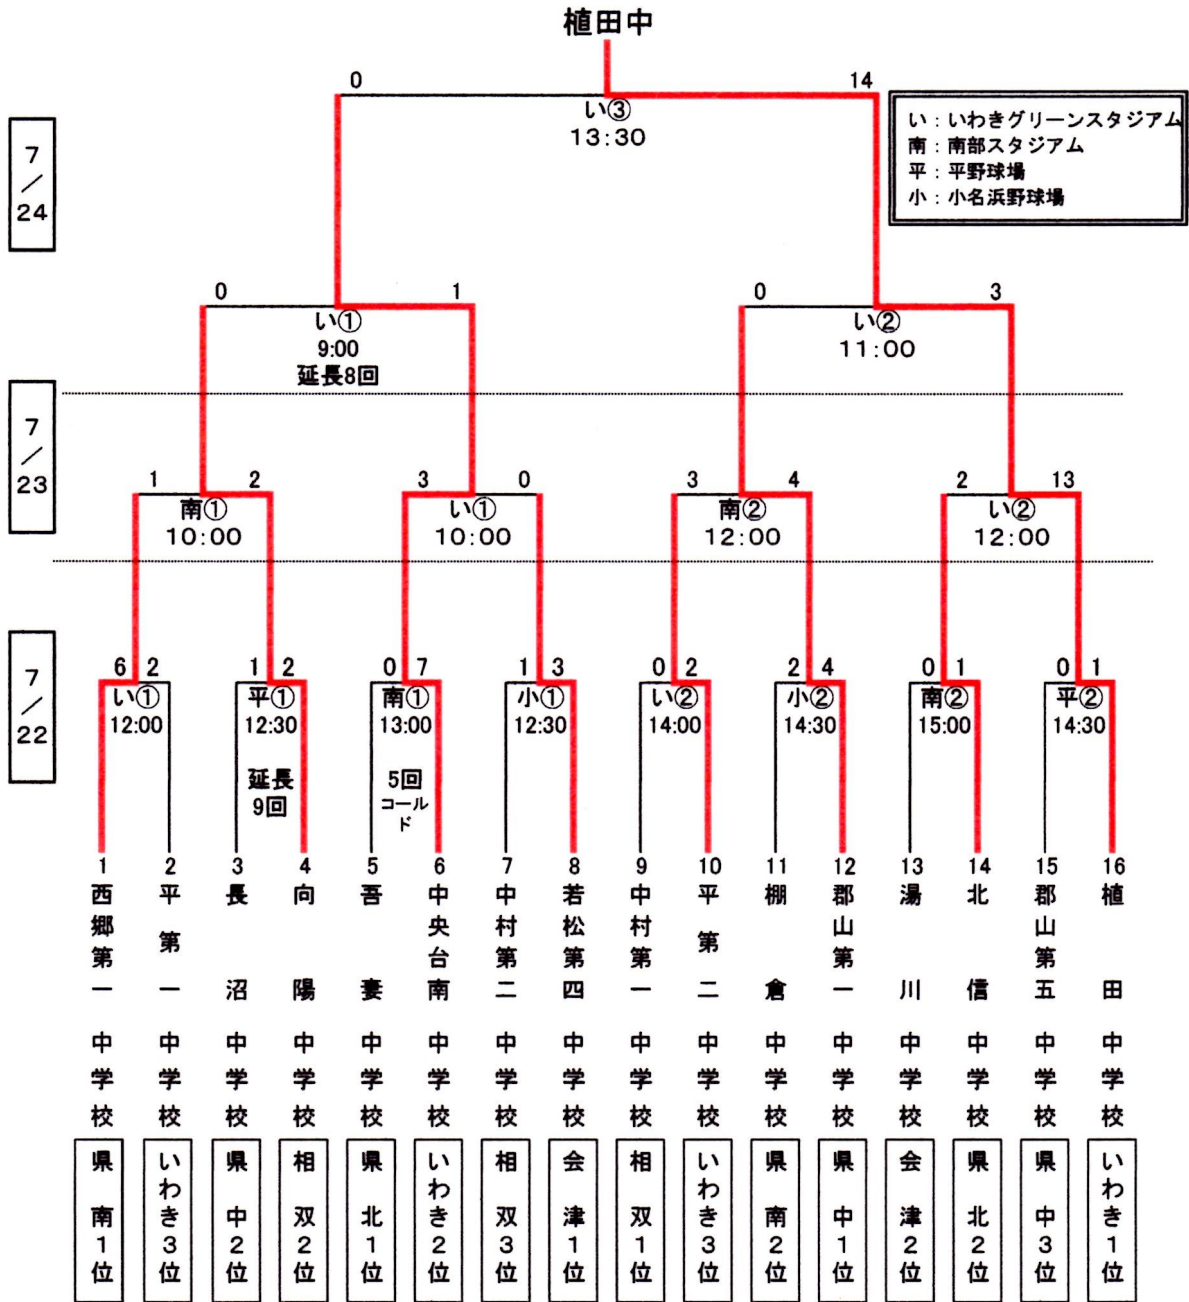 植田中
0 14
い③
13:30
い：いわきグリーンスタジアム
南：南部スタジアム
平：平野球場
小：小名浜野球場
7／24
0 1 0 3
い① い②
9:00 11:00
延長8回
7／23
1 2 3 0 3 4 2 13
南① い① 南② い②
10:00 10:00 12:00 12:00
7／22
6 2 1 2 0 7 1 3 0 2 2 4 0 1 0 1
い① 平① 南① 小① い② 小② 南② 平②
12:00 12:30 13:00 12:30 14:00 14:30 15:00 14:30
延長9回
5回コールド
1 西郷第一中学校 県南1位
2 平第一中学校 いわき3位
3 長沼中学校 県中2位
4 向陽中学校 相双2位
5 吾妻中学校 県北1位
6 中央台南中学校 いわき2位
7 中村第二中学校 相双3位
8 若松第四中学校 会津1位
9 中村第一中学校 相双1位
10 平第二中学校 いわき3位
11 棚倉中学校 県南2位
12 郡山第一中学校 県中1位
13 湯川中学校 会津2位
14 北信中学校 県北2位
15 郡山第五中学校 県中3位
16 植田中学校 いわき1位